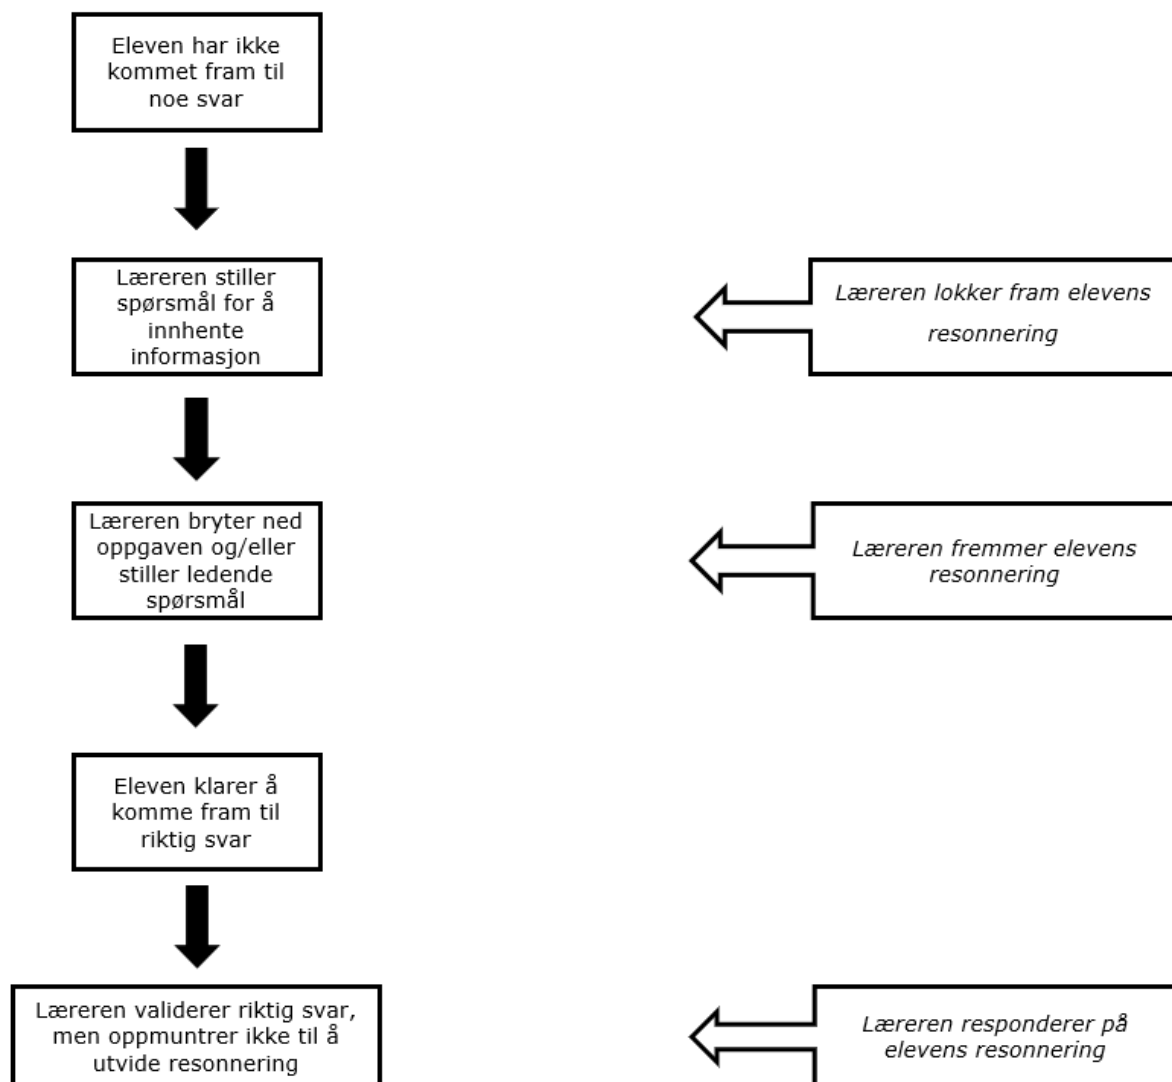 Eleven har ikke
kommet fram til
noe svar
Læreren stiller
spørsmål for å
innhente
informasjon
Læreren lokker fram elevens
resonnering
Læreren bryter ned
oppgaven og/eller
stiller ledende
spørsmål
Læreren fremmer elevens
resonnering
Eleven klarer å
komme fram til
riktig svar
Læreren validerer riktig svar,
men oppmuntrer ikke til å
utvide resonnering
Læreren responderer på
elevens resonnering